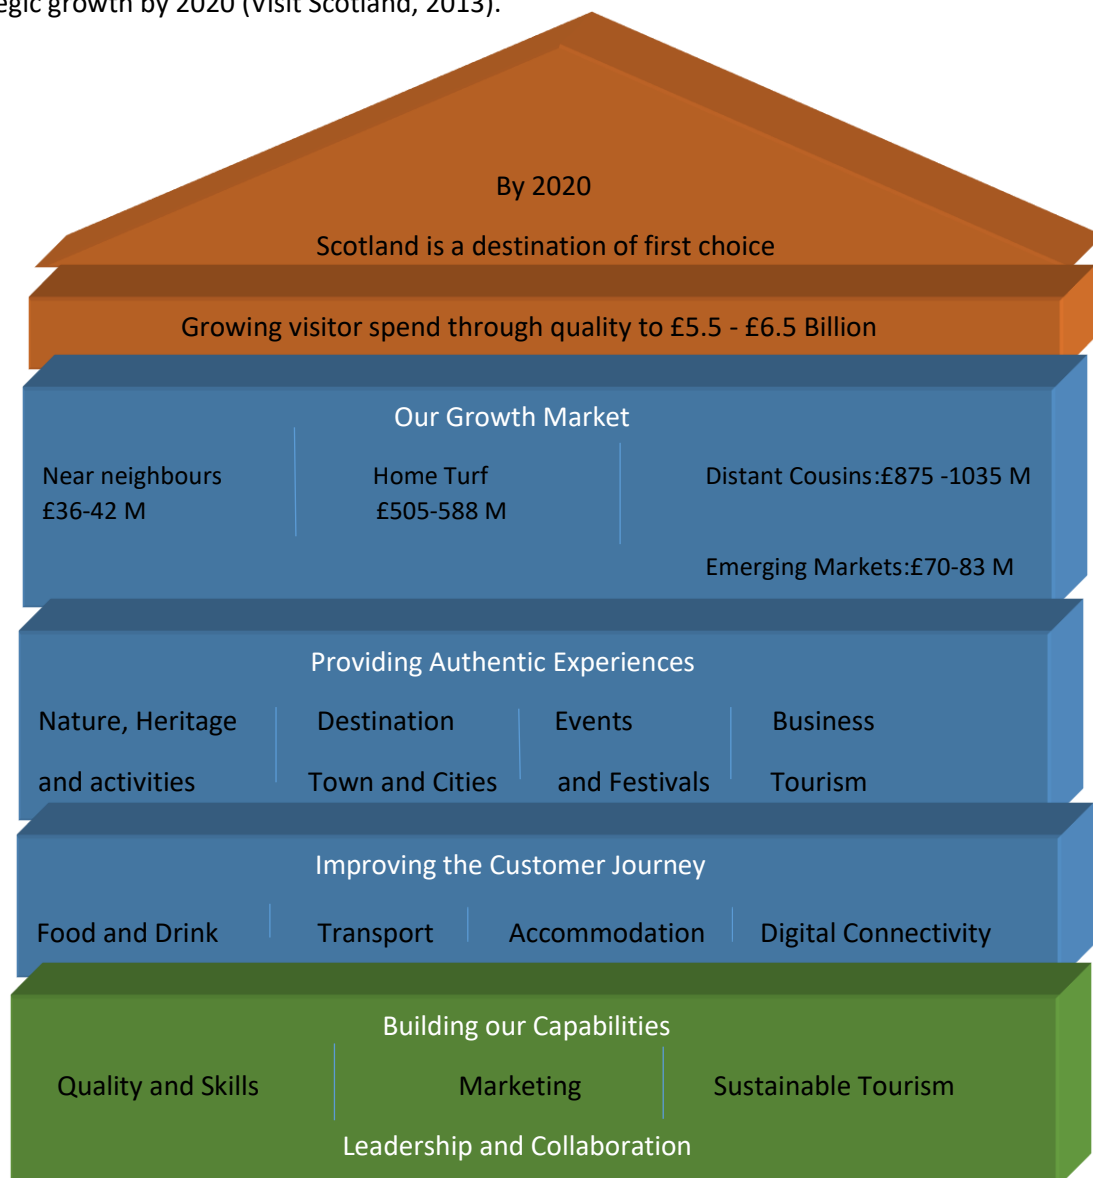 egic growth by 2020 (Visit Scotland, 2013).
By 2020
Scotland is a destination of first choice
Growing visitor spend through quality to £5.5 - £6.5 Billion
Our Growth Market
Near neighbours
£36-42 M
Home Turf
£505-588 M
Distant Cousins:£875 -1035 M
Emerging Markets:£70-83 M
Providing Authentic Experiences
Nature, Heritage
and activities
Destination
Town and Cities
Events
and Festivals
Business
Tourism
Improving the Customer Journey
Food and Drink
Transport
Accommodation
Digital Connectivity
Building our Capabilities
Quality and Skills
Marketing
Sustainable Tourism
Leadership and Collaboration